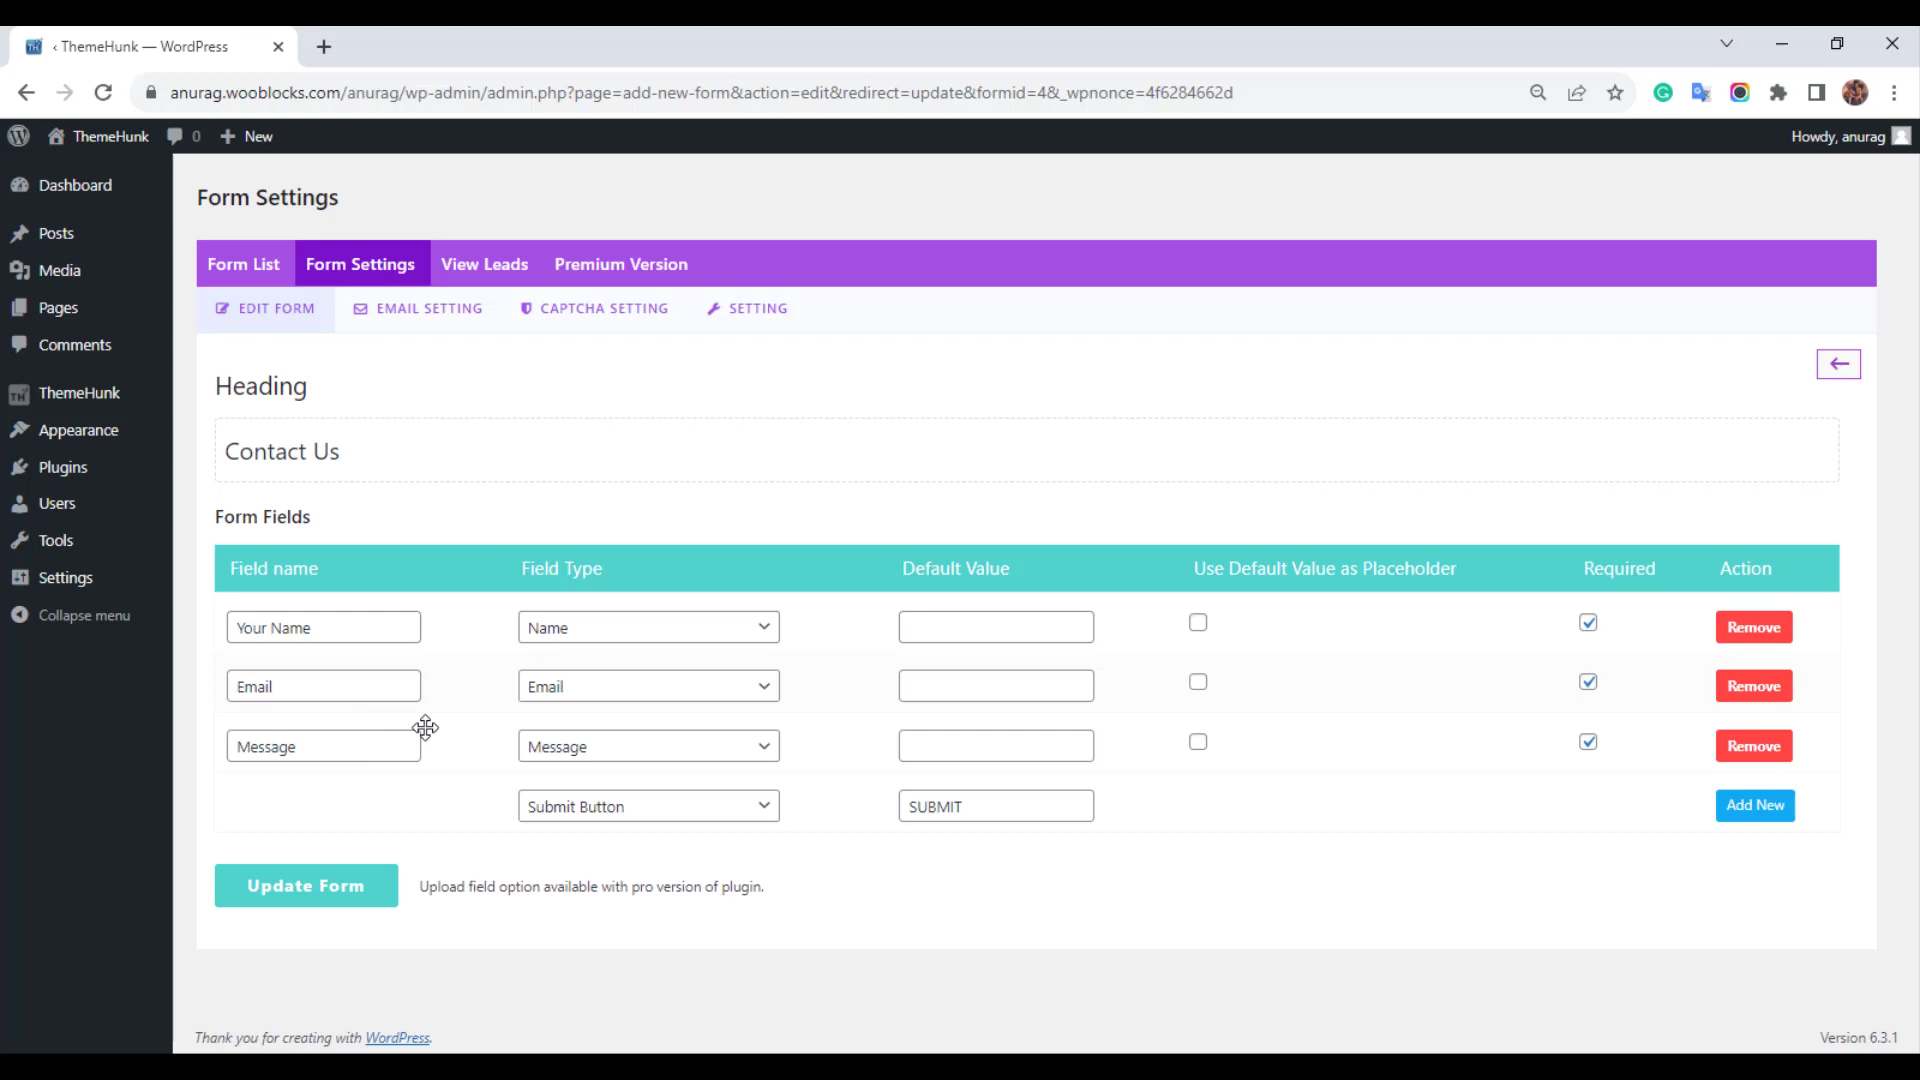 ‹ ThemeHunk — WordPress
anurag.wooblocks.com/anurag/wp-admin/admin.php?page=add-new-form&action=edit&redirect=update&formid=4&_wpnonce=4f6284662d
ThemeHunk 0 New Howdy, anurag
Dashboard
Posts
Media
Pages
Comments
ThemeHunk
Appearance
Plugins
Users
Tools
Settings
Collapse menu
Form Settings
Form List Form Settings View Leads Premium Version
EDIT FORM EMAIL SETTING CAPTCHA SETTING SETTING
Heading
Contact Us
Form Fields
Field name Field Type Default Value Use Default Value as Placeholder Required Action
Your Name Name Remove
Email Email Remove
Message Message Remove
Submit Button SUBMIT Add New
Update Form Upload field option available with pro version of plugin.
Thank you for creating with WordPress. Version 6.3.1